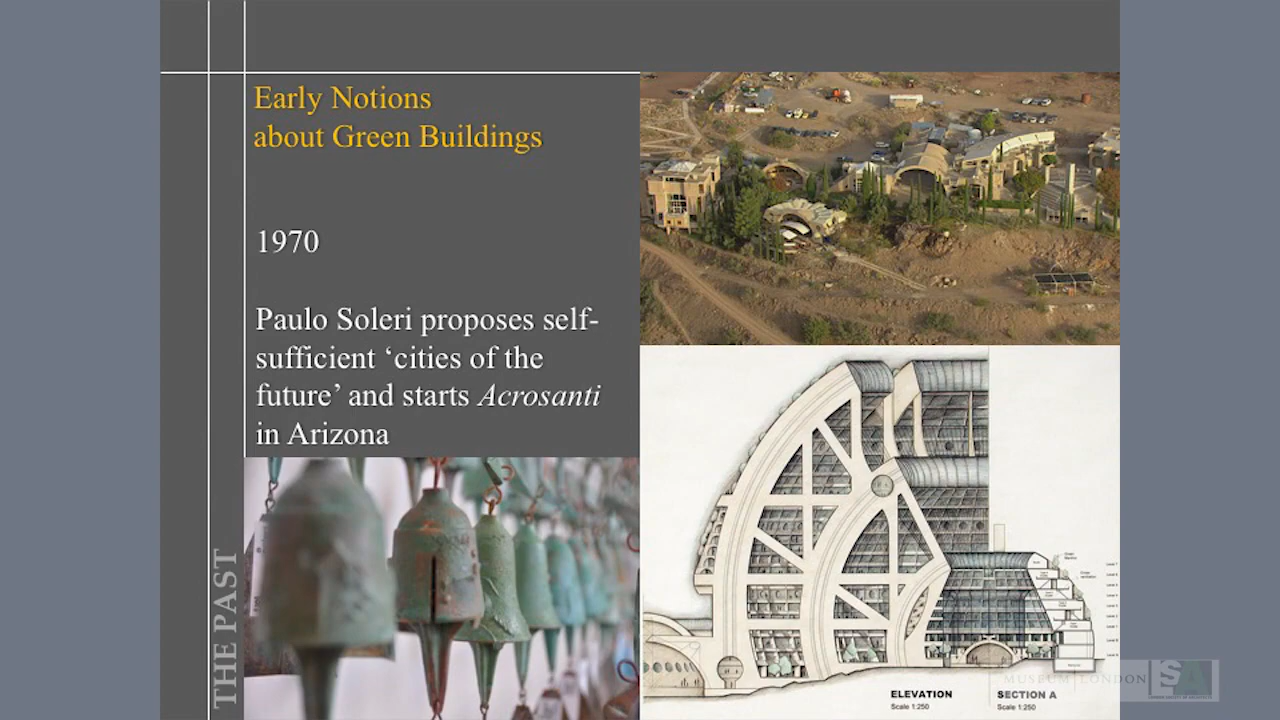 Early Notions
about Green Buildings
1970
Paulo Soleri proposes self-
sufficient ‘cities of the
future’ and starts Acrosanti
in Arizona
THE PAST
ELEVATION
Scale 1:250
SECTION A
Scale 1:250
MUSEUM LONDON
SA